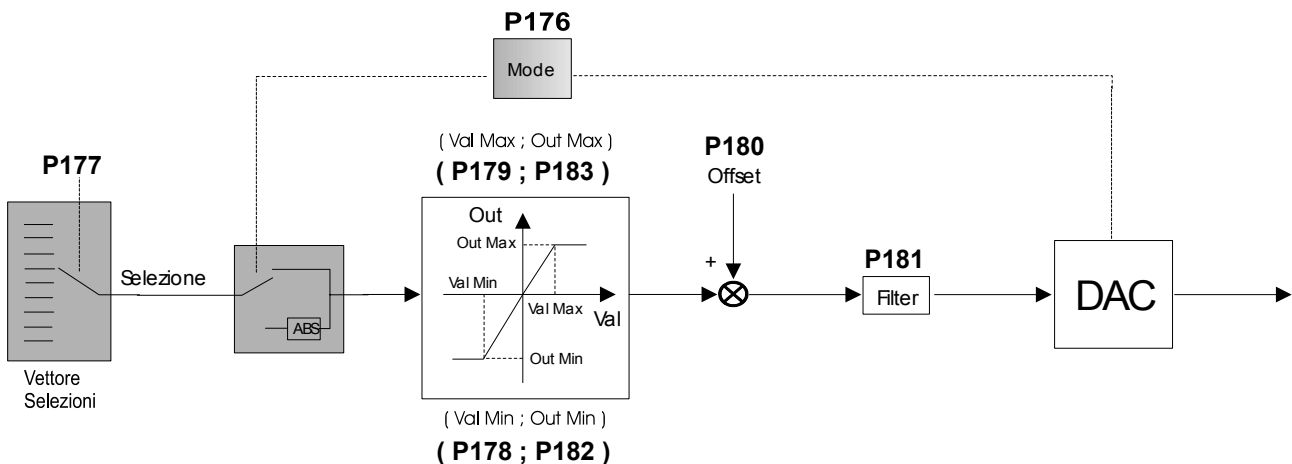 P176
Mode
( Val Max ; Out Max )
( P179 ; P183 )
P180
Offset
P177
Out
Out Max
Val Min
Val Max
Val
Out Min
Selezione
ABS
+
P181
Filter
DAC
Vettore
Selezioni
( Val Min ; Out Min )
( P178 ; P182 )